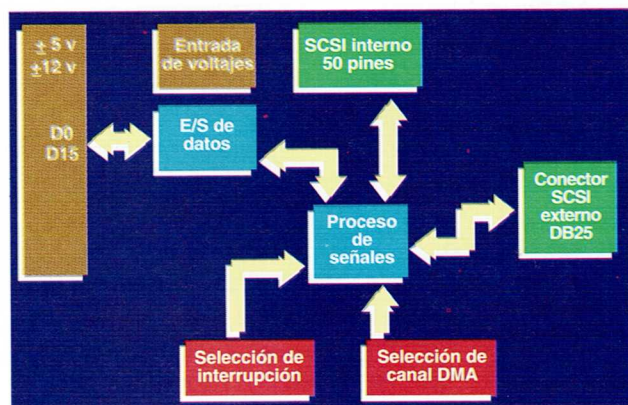 ± 5 v
±12 v
D0
D15
Entrada
de voltajes
SCSI interno
50 pines
E/S de
datos
Proceso
de
señales
Conector
SCSI
externo
DB25
Selección de
interrupción
Selección de
canal DMA